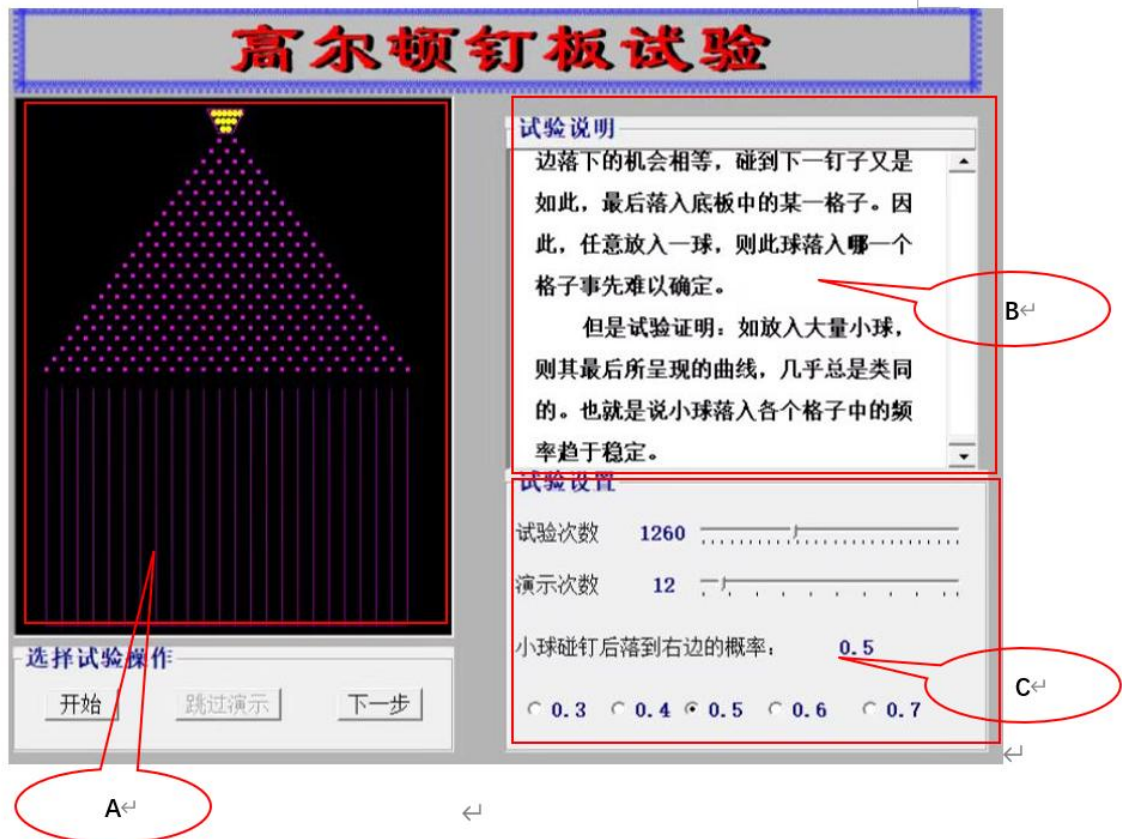 高尔顿钉板试验
试验说明
边落下的机会相等，碰到下一钉子又是
如此，最后落入底板中的某一格子。因
此，任意放入一球，则此球落入哪一个
格子事先难以确定。
但是试验证明：如放入大量小球，
则其最后所呈现的曲线，几乎总是类同
的。也就是说小球落入各个格子中的频
率趋于稳定。
B
试验设置
试验次数 1260
演示次数 12
小球碰钉后落到右边的概率： 0.5
0.3 0.4 0.5 0.6 0.7
C
选择试验操作
开始 跳过演示 下一步
A